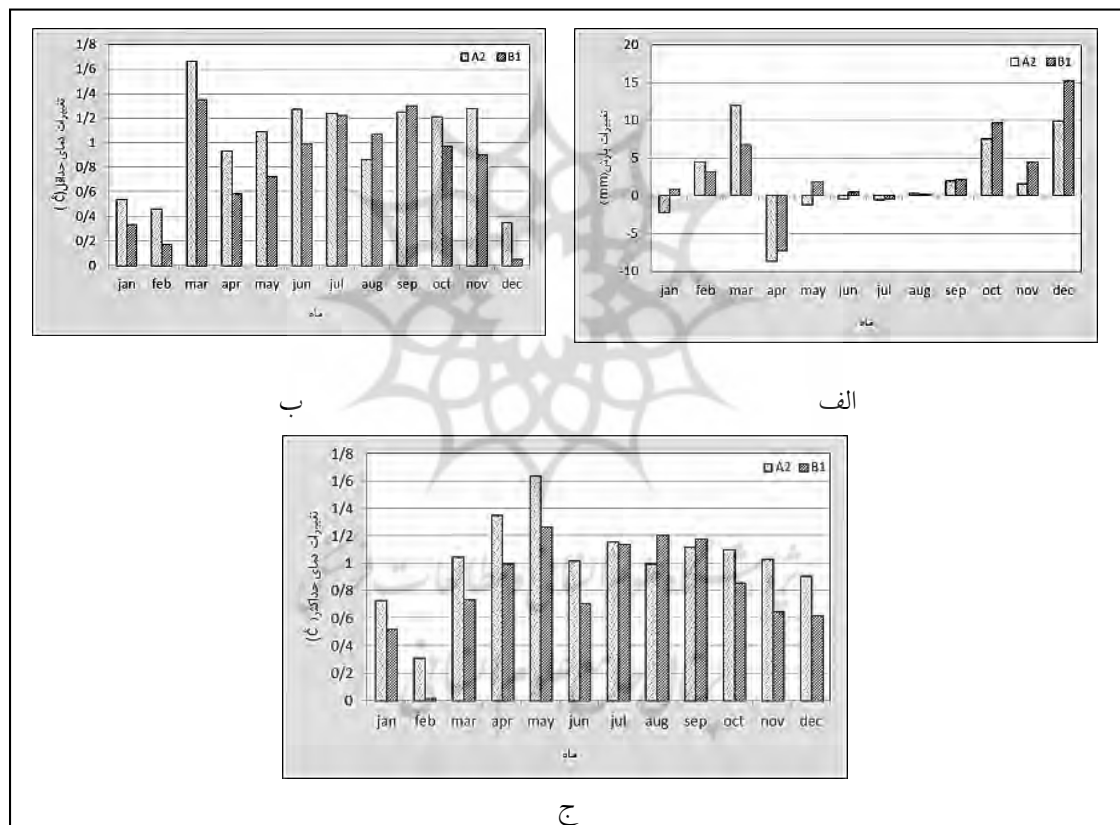 20
15
10
5
0
-5
-10
تغییرات بارش(mm)
A2 B1
jan feb mar apr may jun jul aug sep oct nov dec
ماه
الف
1/8
1/6
1/4
1/2
1
0/8
0/6
0/4
0/2
0
تغییرات دمای حداقل(C̊ )
A2 B1
jan feb mar apr may jun jul aug sep oct nov dec
ماه
ب
1/8
1/6
1/4
1/2
1
0/8
0/6
0/4
0/2
0
تغییرات دمای حداکثر( C̊)
A2 B1
jan feb mar apr may jun jul aug sep oct nov dec
ماه
ج